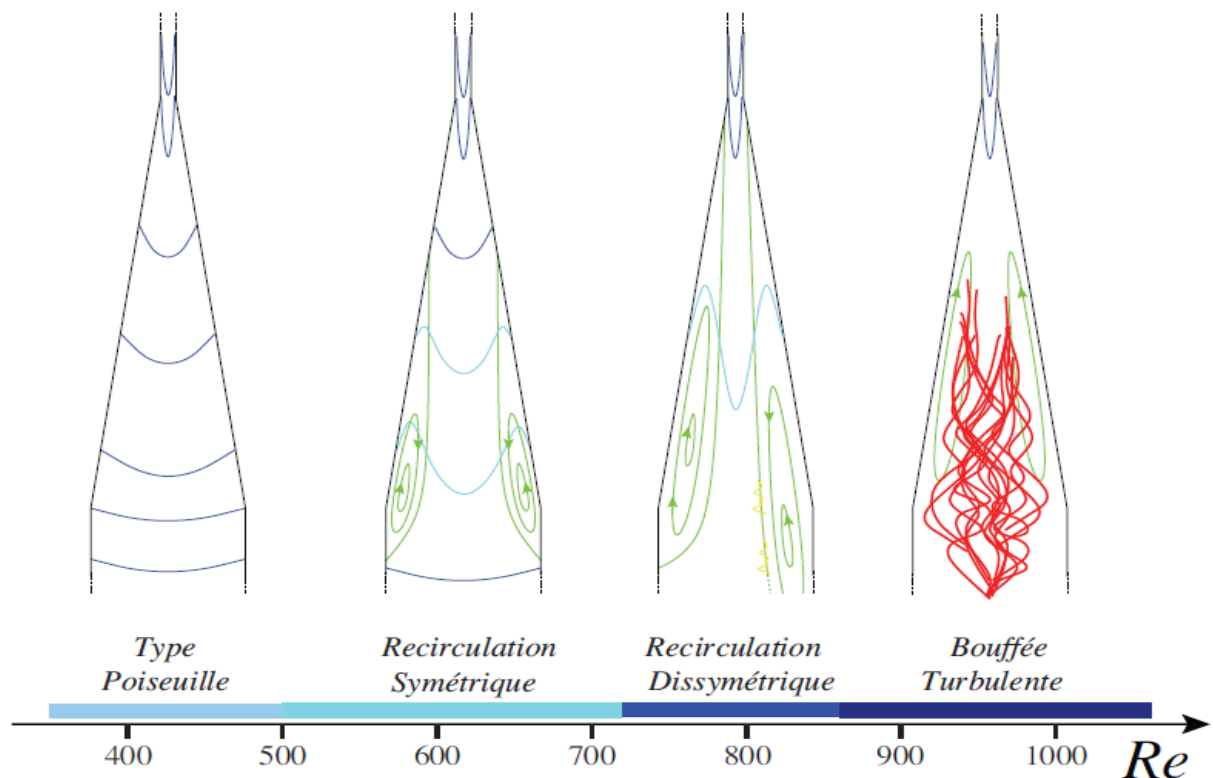 Type
Poiseuille
Recirculation
Symétrique
Recirculation
Dissymétrique
Bouffée
Turbulente
400 500 600 700 800 900 1000 Re